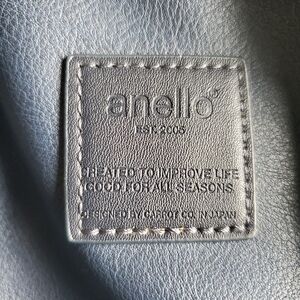 anello®
EST. 2005
CREATED TO IMPROVE LIFE
GOOD FOR ALL SEASONS.
DESIGNED BY CARROT CO. IN JAPAN